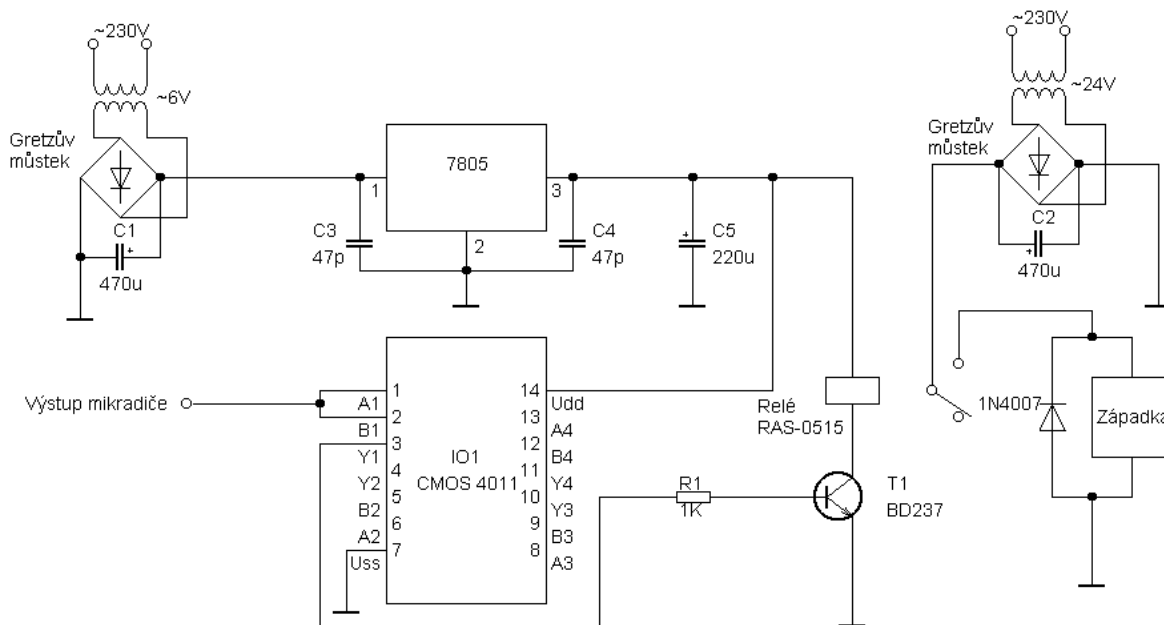 ~230V
~6V
Gretzův
můstek
C1
+
470u
1
7805
3
2
C3
47p
C4
47p
+
C5
220u
~230V
~24V
Gretzův
můstek
C2
+
470u
Výstup mikradiče
1
A1
2
B1
3
Y1
4
Y2
5
B2
6
A2
7
Uss
IO1
CMOS 4011
14
Udd
13
A4
12
B4
11
Y4
10
Y3
9
B3
8
A3
Relé
RAS-0515
R1
1K
T1
BD237
1N4007
Západka